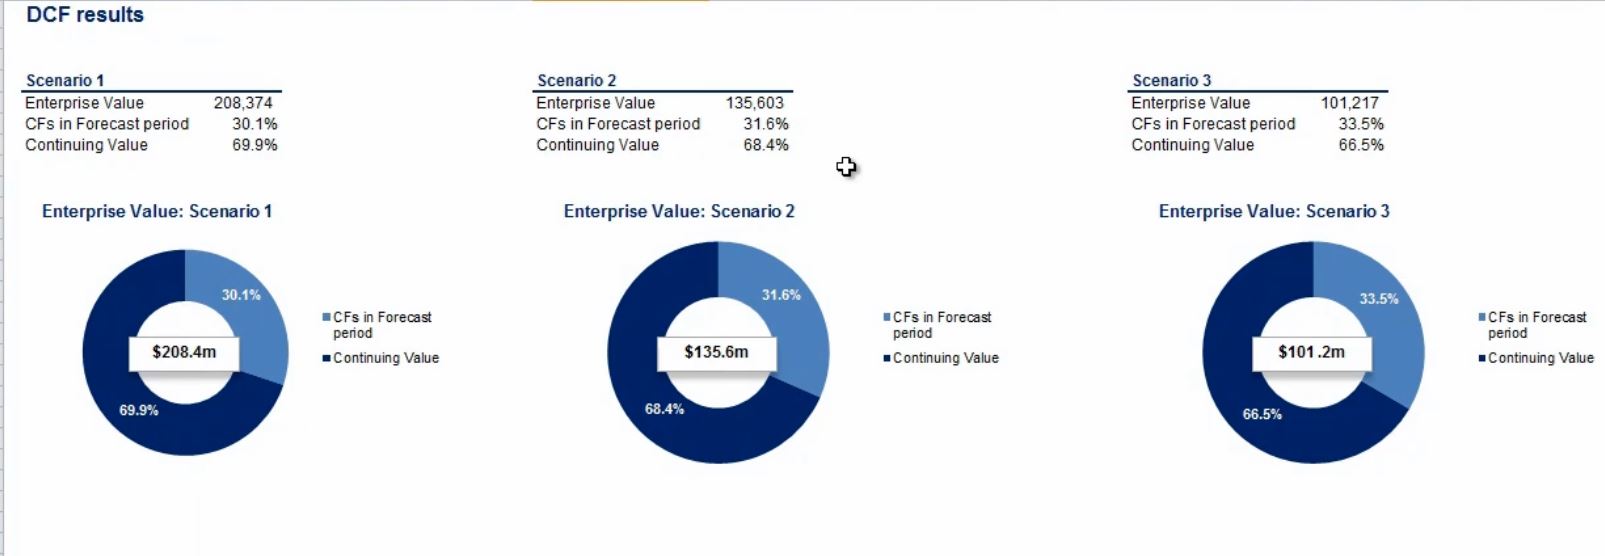 DCF results
Scenario 1
Enterprise Value 208,374
CFs in Forecast period 30.1%
Continuing Value 69.9%
Scenario 2
Enterprise Value 135,603
CFs in Forecast period 31.6%
Continuing Value 68.4%
Scenario 3
Enterprise Value 101,217
CFs in Forecast period 33.5%
Continuing Value 66.5%
Enterprise Value: Scenario 1
30.1%
$208.4m
69.9%
CFs in Forecast
period
Continuing Value
Enterprise Value: Scenario 2
31.6%
$135.6m
68.4%
CFs in Forecast
period
Continuing Value
Enterprise Value: Scenario 3
33.5%
$101.2m
66.5%
CFs in Forecast
period
Continuing Value